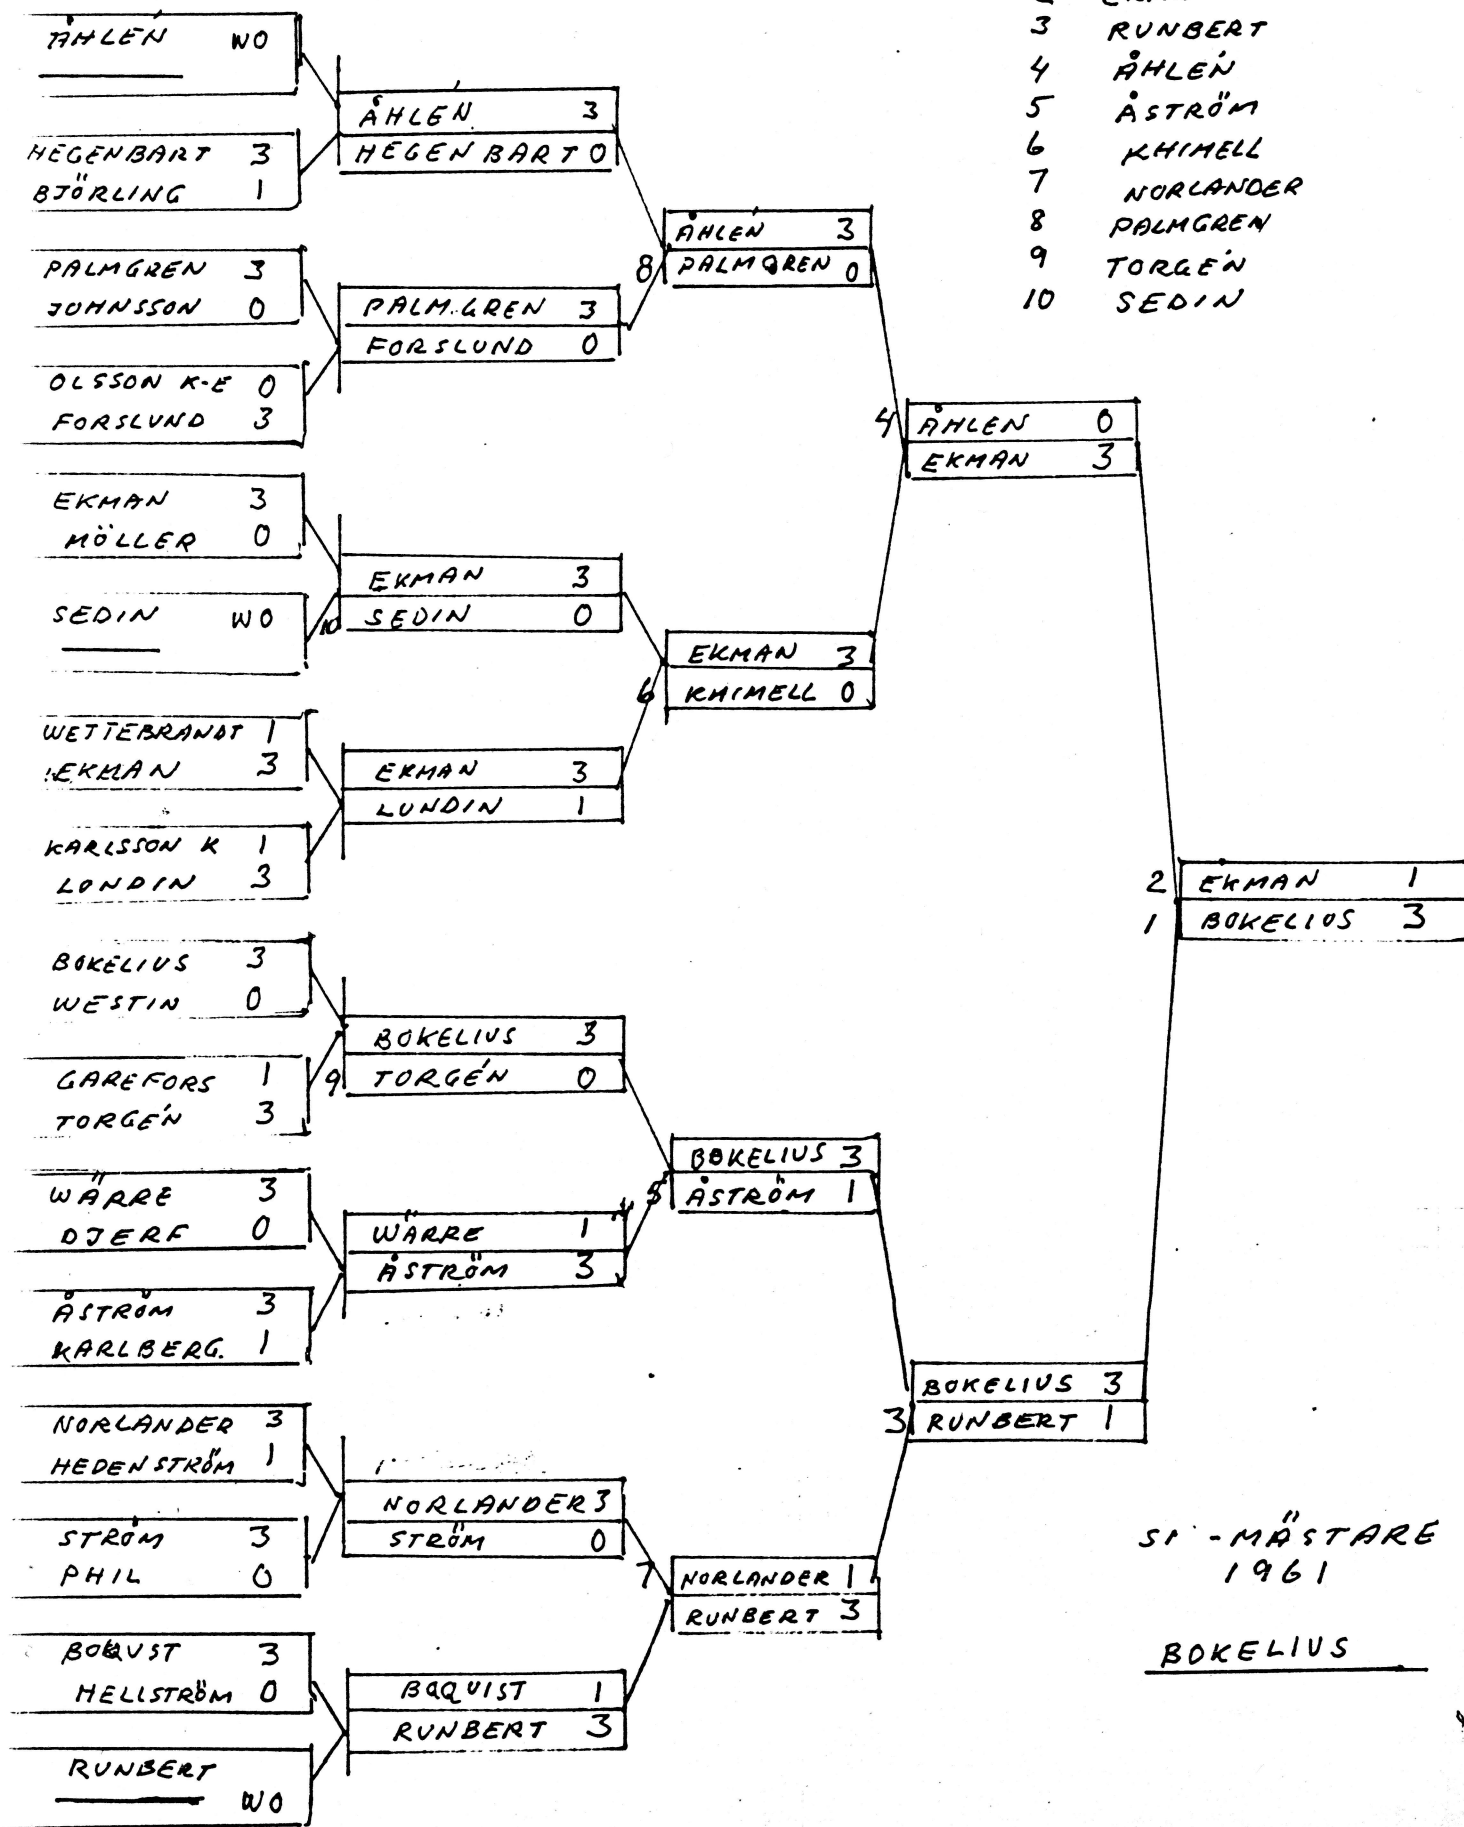 ÅHLÉN WO
HEGENBART 3
BJÖRLING 1
PALMGREN 3
JOHNSSON 0
OLSSON K-E 0
FORSLUND 3
EKMAN 3
MÖLLER 0
SEDIN WO
WETTEBRANDT 1
EKMAN 3
KARLSSON K 1
LUNDIN 3
BOKELIUS 3
WESTIN 0
GAREFORS 1
TORGÉN 3
WÄRRE 3
DJERF 0
ÅSTRÖM 3
KARLBERG. 1
NORLANDER 3
HEDENSTRÖM 1
STRÖM 3
PHIL 0
BOQUST 3
HELLSTRÖM 0
RUNBERT
WO
ÅHLÉN 3
HEGENBART 0
PALMGREN 3
FORSLUND 0
EKMAN 3
10 SEDIN 0
EKMAN 3
LUNDIN 1
BOKELIUS 3
9 TORGÉN 0
WÄRRE 1
ÅSTRÖM 3
NORLANDER 3
STRÖM 0
BOQUIST 1
RUNBERT 3
ÅHLÉN 3
8 PALMGREN 0
EKMAN 3
6 KHIMELL 0
BOKELIUS 3
5 ÅSTRÖM 1
7 NORLANDER 1
RUNBERT 3
4 ÅHLEN 0
EKMAN 3
BOKELIUS 3
3 RUNBERT 1
2 EKMAN 1
1 BOKELIUS 3
3 RUNBERT
4 ÅHLÉN
5 ÅSTRÖM
6 KHIMELL
7 NORLANDER
8 PALMGREN
9 TORGÉN
10 SEDIN
-MÄSTARE
1961
BOKELIUS